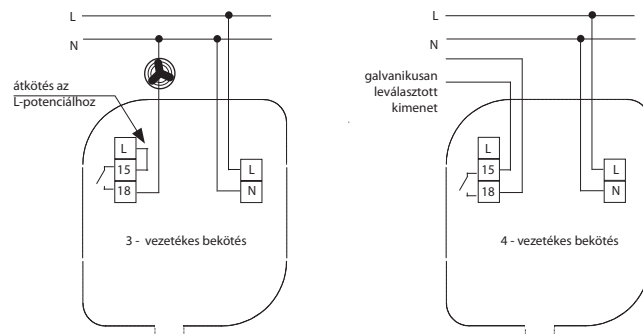 L
N
átkötés az
L-potenciálhoz
L
15
18
L
N
3 - vezetékes bekötés
L
N
galvanikusan
leválasztott
kimenet
L
15
18
L
N
4 - vezetékes bekötés